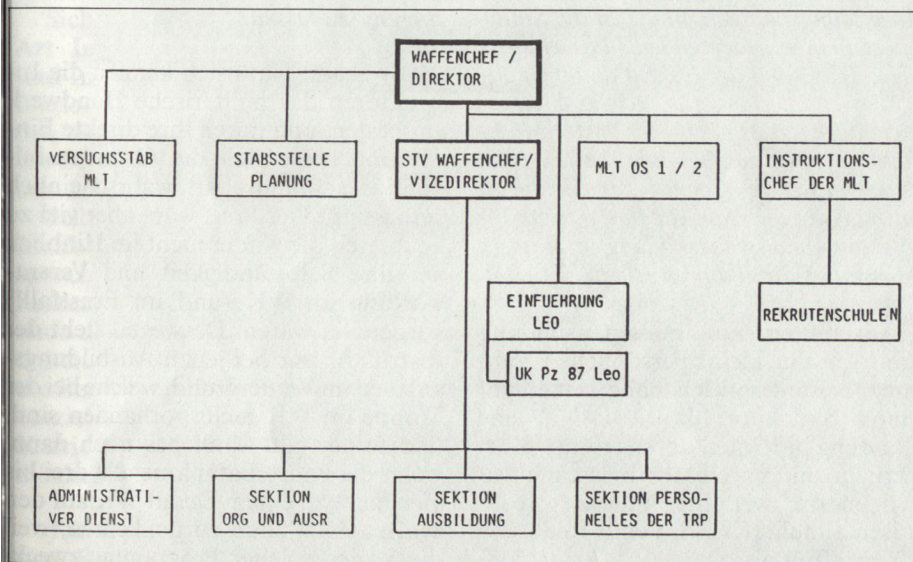 WAFFENCHEF /
DIREKTOR
VERSUCHSSTAB
MLT
STABSSTELLE
PLANUNG
STV WAFFENCHEF/
VIZEDIREKTOR
MLT OS 1 / 2
INSTRUKTIONS-
CHEF DER MLT
EINFUEHRUNG
LEO
UK Pz 87 Leo
REKRUTENSCHULEN
ADMINISTRATI-
VER DIENST
SEKTION
ORG UND AUSR
SEKTION
AUSBILDUNG
SEKTION PERSO-
NELLES DER TRP